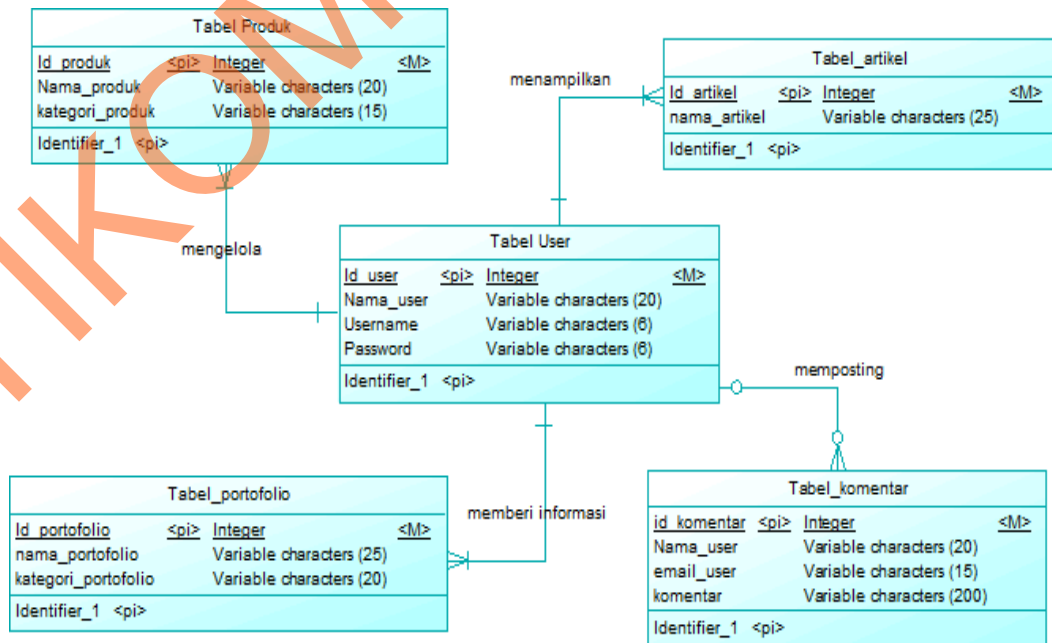 Tabel Produk
Id_produk <pi> Integer <M>
Nama_produk Variable characters (20)
kategori_produk Variable characters (15)
Identifier_1 <pi>
menampilkan
Tabel_artikel
Id_artikel <pi> Integer <M>
nama_artikel Variable characters (25)
Identifier_1 <pi>
mengelola
Tabel User
Id_user <pi> Integer <M>
Nama_user Variable characters (20)
Username Variable characters (6)
Password Variable characters (6)
Identifier_1 <pi>
memposting
Tabel_portofolio
Id_portofolio <pi> Integer <M>
nama_portofolio Variable characters (25)
kategori_portofolio Variable characters (20)
Identifier_1 <pi>
memberi informasi
Tabel_komentar
id_komentar <pi> Integer <M>
Nama_user Variable characters (20)
email_user Variable characters (15)
komentar Variable characters (200)
Identifier_1 <pi>
IKOM